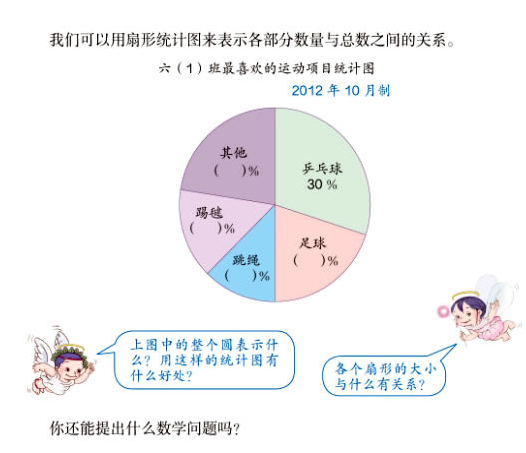 我们可以用扇形统计图来表示各部分数量与总数之间的关系。
六（1）班最喜欢的运动项目统计图
2012 年 10 月制
其他
（ ）%
乒乓球
30 %
踢毽
（ ）%
足球
（ ）%
跳绳
（ ）%
上图中的整个圆表示什
么？用这样的统计图有
什么好处？
各个扇形的大小
与什么有关系？
你还能提出什么数学问题吗？